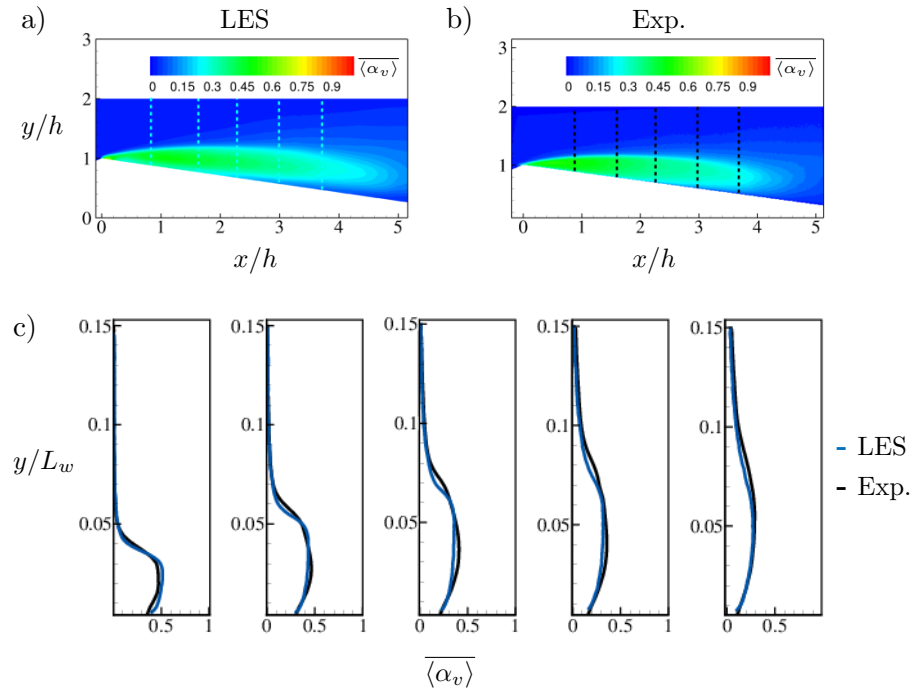 a) LES
3
⟨α_v⟩
0 0.15 0.3 0.45 0.6 0.75 0.9
2
y/h
1
0
0 1 2 3 4 5
x/h
b) Exp.
3
⟨α_v⟩
0 0.15 0.3 0.45 0.6 0.75 0.9
2
1
0
0 1 2 3 4 5
x/h
c)
0.15 0.15 0.15 0.15 0.15
0.1 0.1 0.1 0.1 0.1
y/L_w
0.05 0.05 0.05 0.05 0.05
0.5 1 0 0.5 1 0 0.5 1 0 0.5 1 0 0.5
⟨α_v⟩
LES
Exp.